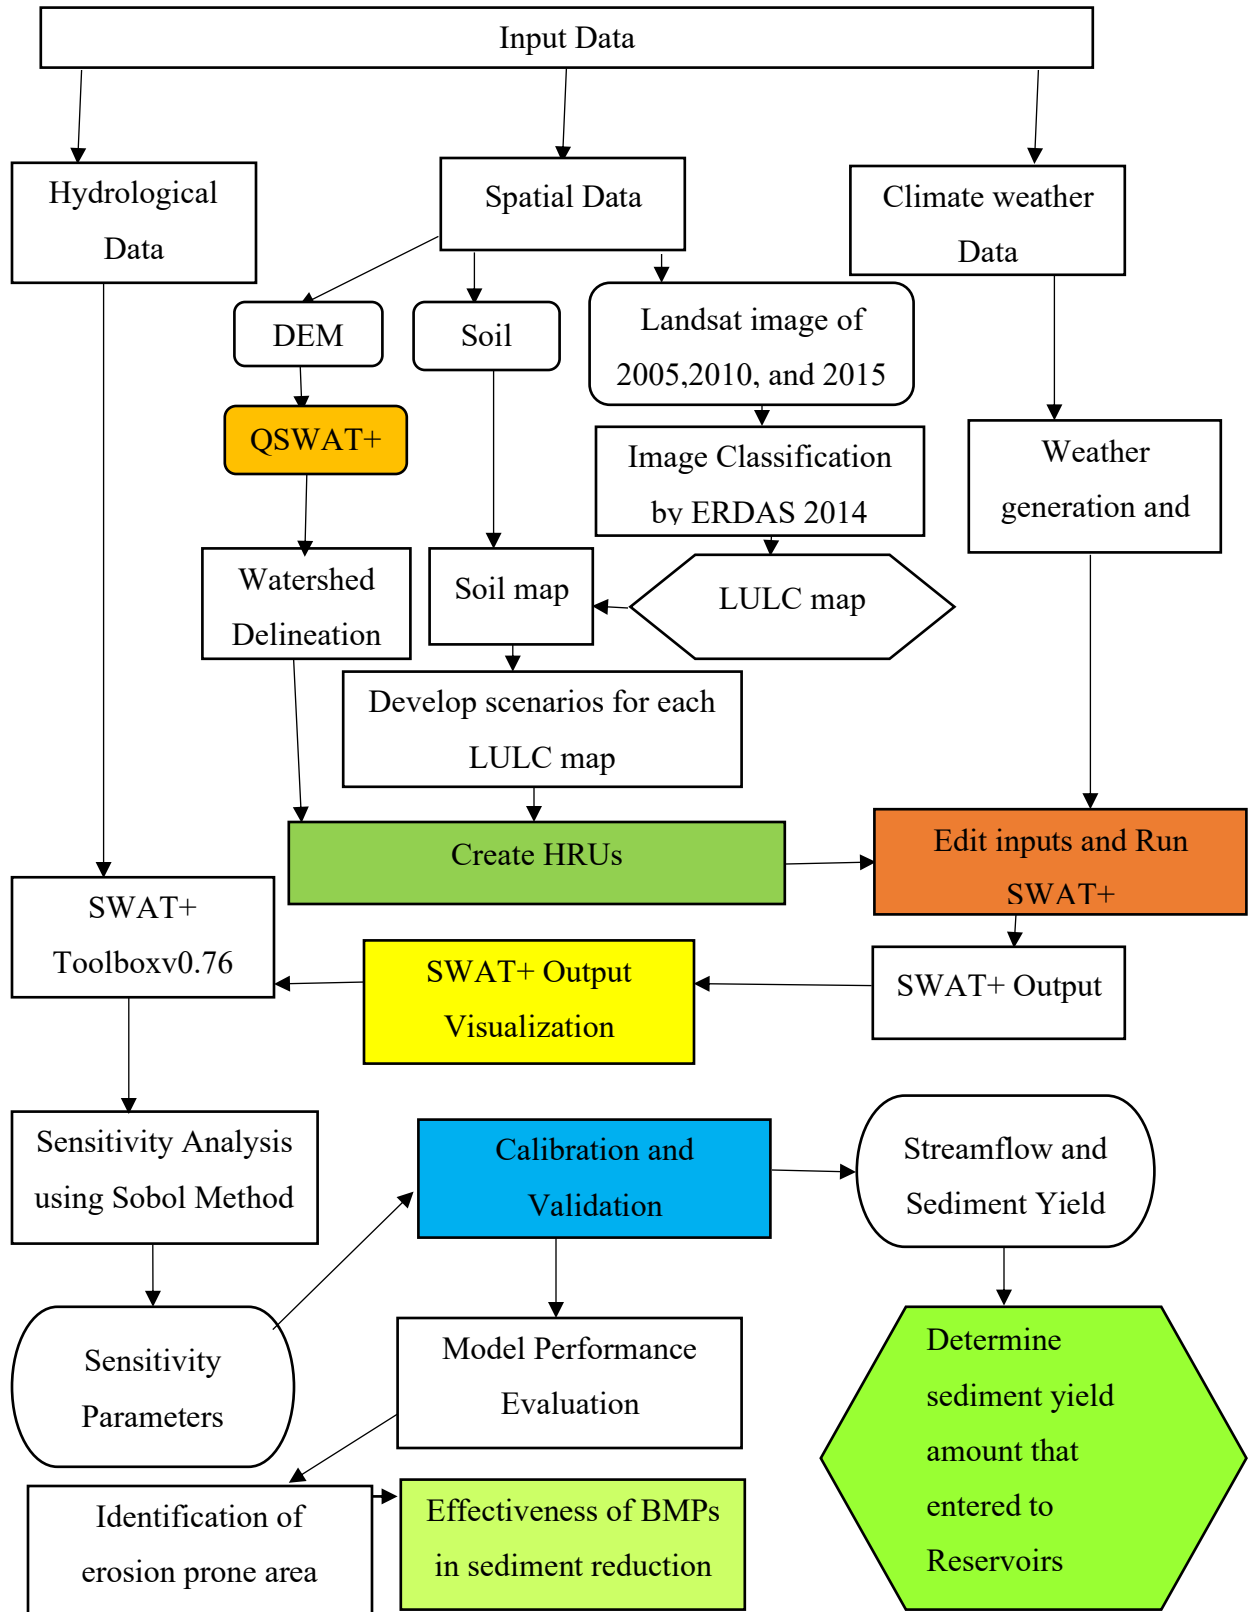 Input Data
Hydrological
Data
Spatial Data
Climate weather
Data
DEM
Soil
Landsat image of
2005,2010, and 2015
QSWAT+
Image Classification
by ERDAS 2014
Weather
generation and
Watershed
Delineation
Soil map
LULC map
Develop scenarios for each
LULC map
Create HRUs
Edit inputs and Run
SWAT+
SWAT+
Toolboxv0.76
SWAT+ Output
Visualization
SWAT+ Output
Sensitivity Analysis
using Sobol Method
Calibration and
Validation
Streamflow and
Sediment Yield
Sensitivity
Parameters
Model Performance
Evaluation
Determine
sediment yield
amount that
entered to
Reservoirs
Identification of
erosion prone area
Effectiveness of BMPs
in sediment reduction